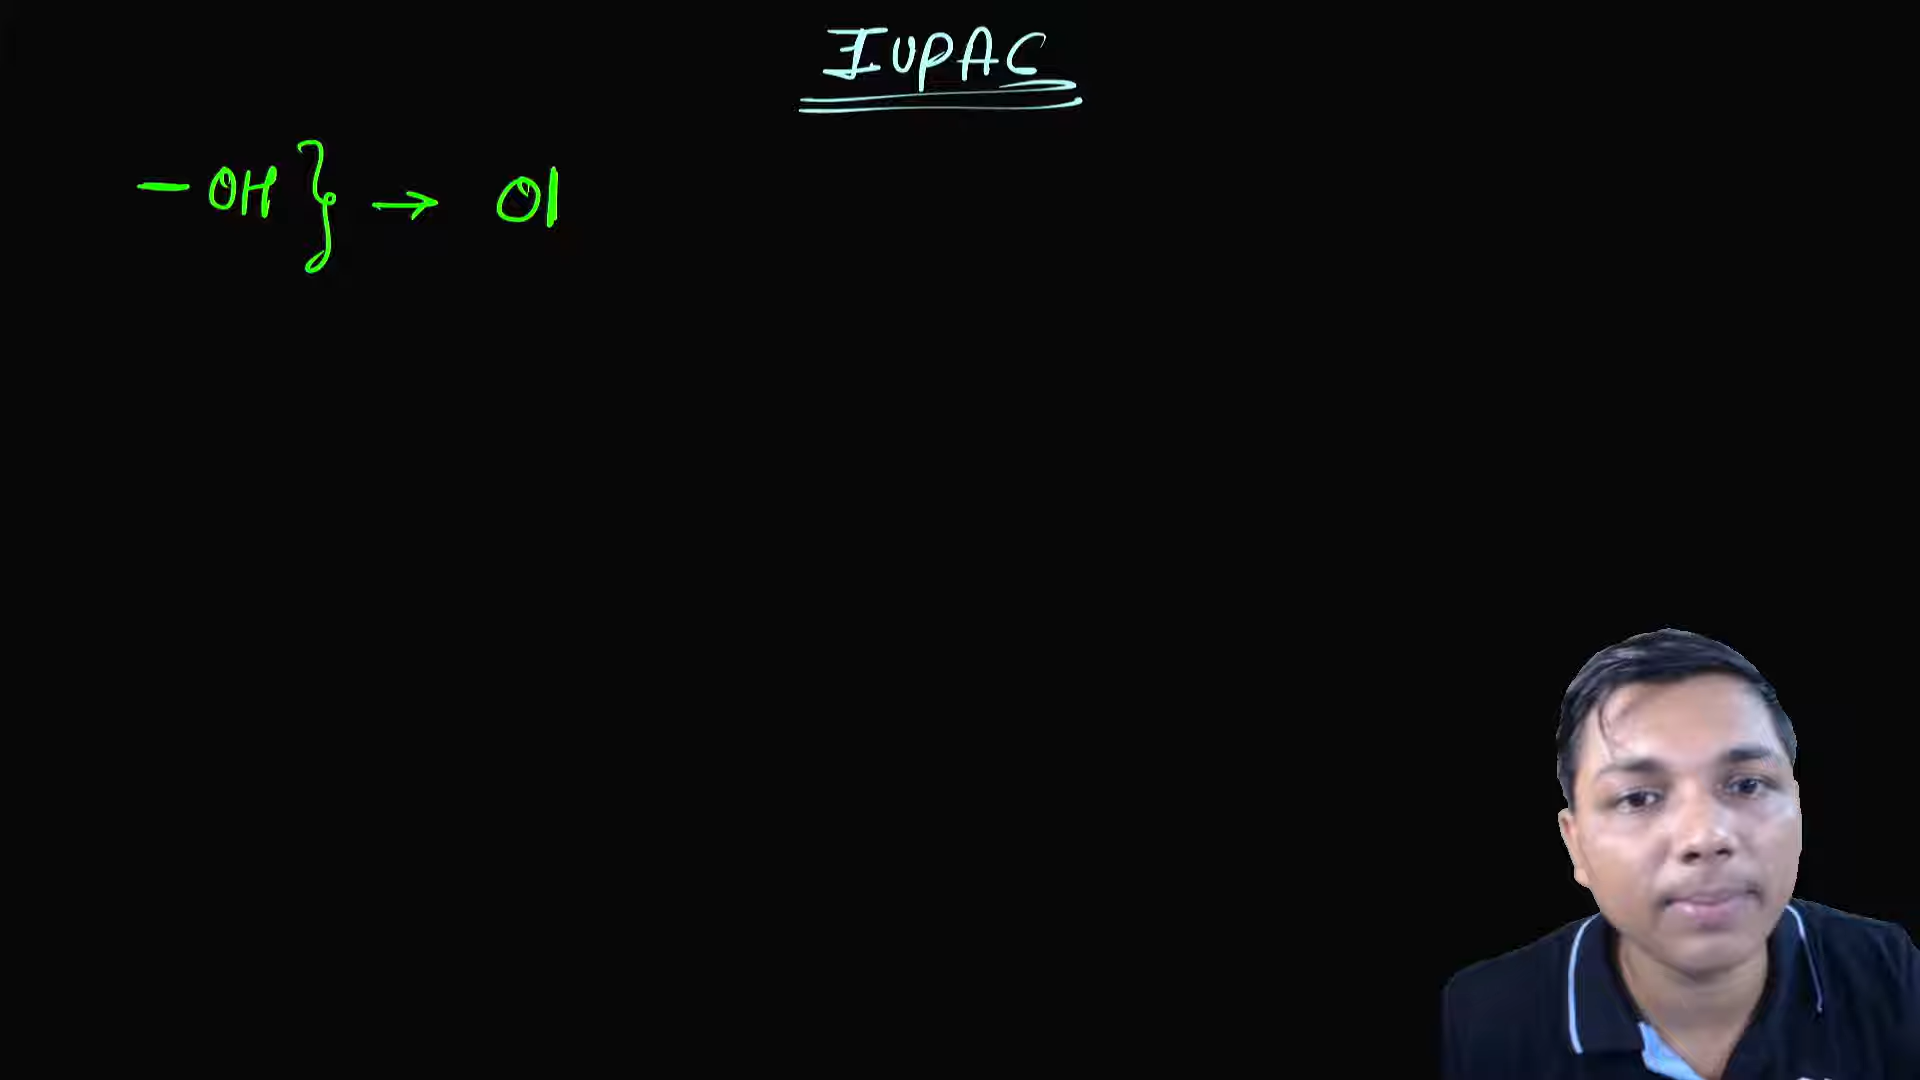 IUPAC
- OH } → Ol